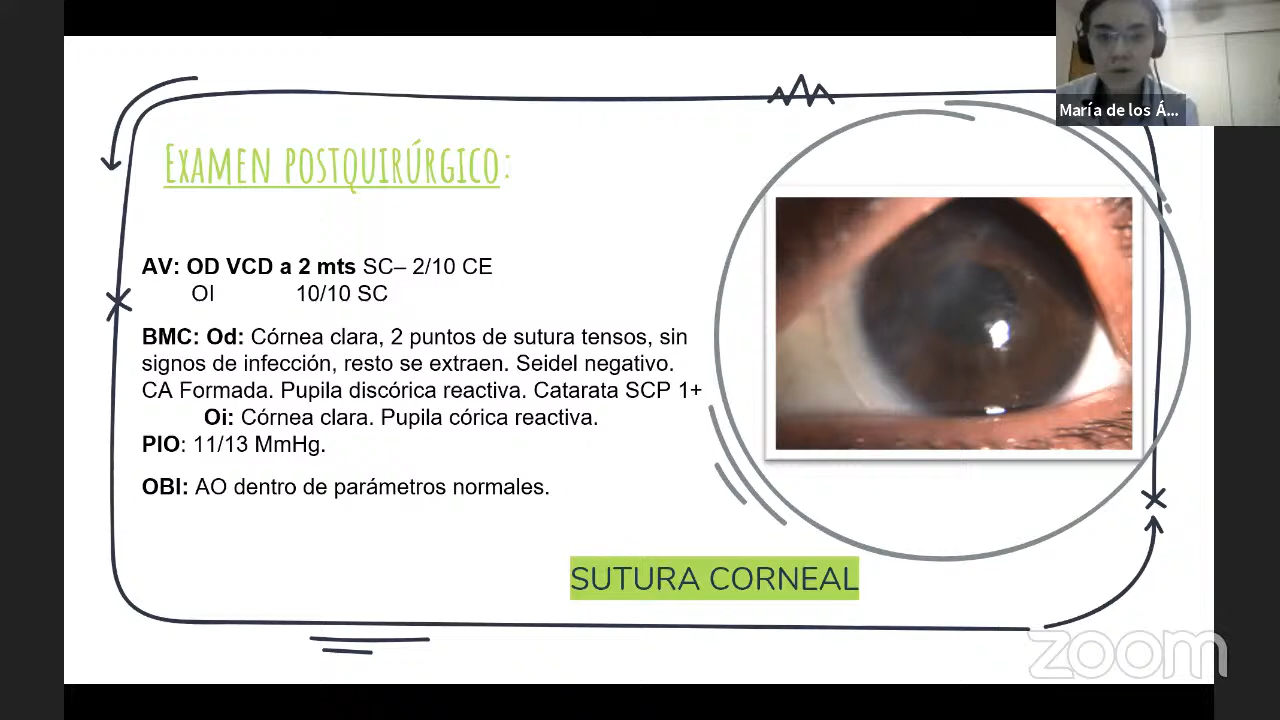 María de los Á...
Examen postquirúrgico:
AV: OD VCD a 2 mts SC– 2/10 CE
OI 10/10 SC
BMC: Od: Córnea clara, 2 puntos de sutura tensos, sin
signos de infección, resto se extraen. Seidel negativo.
CA Formada. Pupila discórica reactiva. Catarata SCP 1+
Oi: Córnea clara. Pupila córica reactiva.
PIO: 11/13 MmHg.
OBI: AO dentro de parámetros normales.
SUTURA CORNEAL
zoom